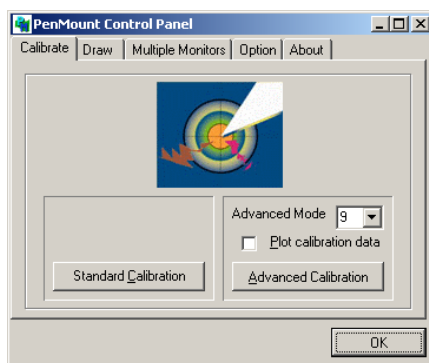 PenMount Control Panel
Calibrate Draw Multiple Monitors Option About
Advanced Mode 9
Plot calibration data
Standard Calibration Advanced Calibration
OK